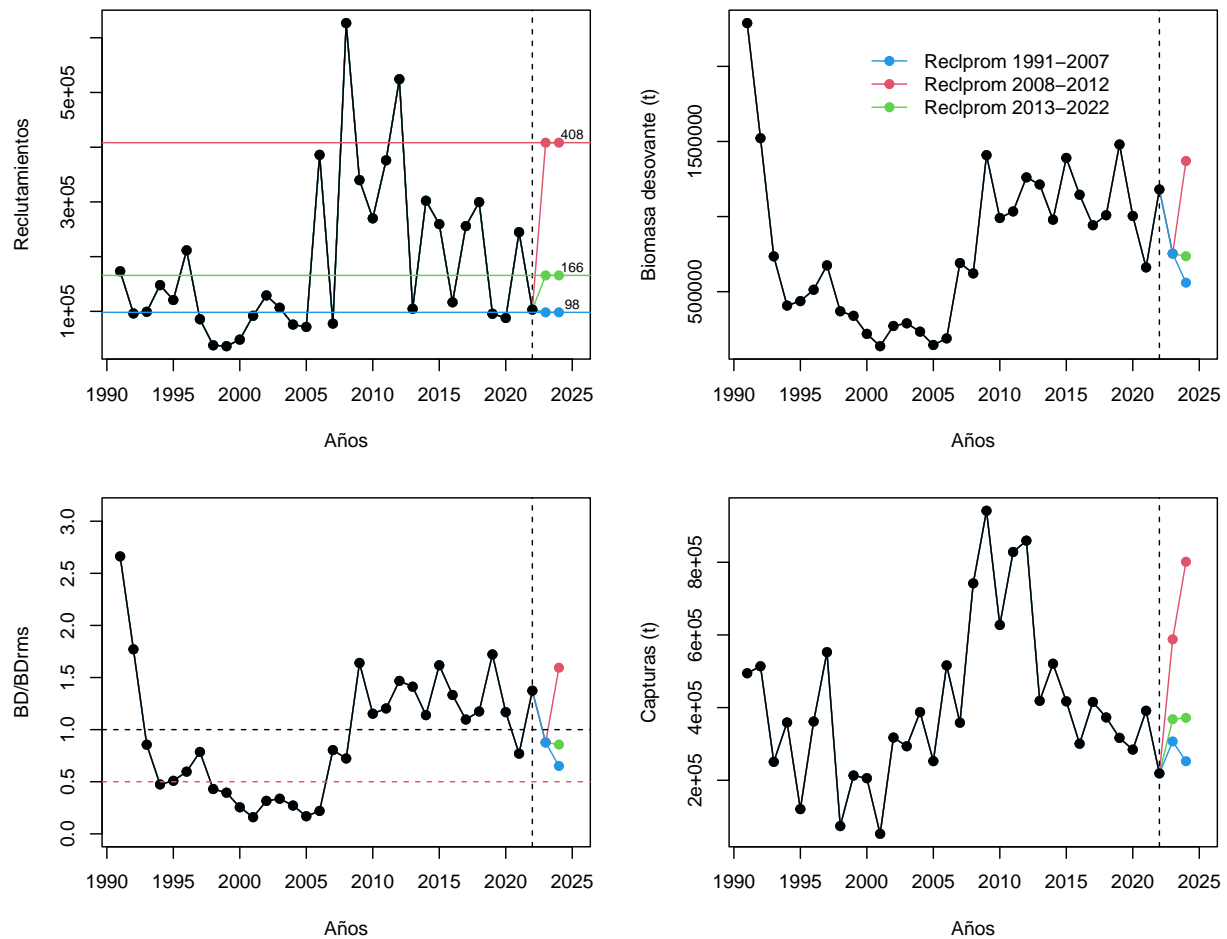 Reclutamientos
1e+05 3e+05 5e+05
408
166
98
1990 1995 2000 2005 2010 2015 2020 2025
Años
Biomasa desovante (t)
500000 1500000
Reclprom 1991−2007
Reclprom 2008−2012
Reclprom 2013−2022
1990 1995 2000 2005 2010 2015 2020 2025
Años
BD/BDrms
0.0 0.5 1.0 1.5 2.0 2.5 3.0
1990 1995 2000 2005 2010 2015 2020 2025
Años
Capturas (t)
2e+05 4e+05 6e+05 8e+05
1990 1995 2000 2005 2010 2015 2020 2025
Años